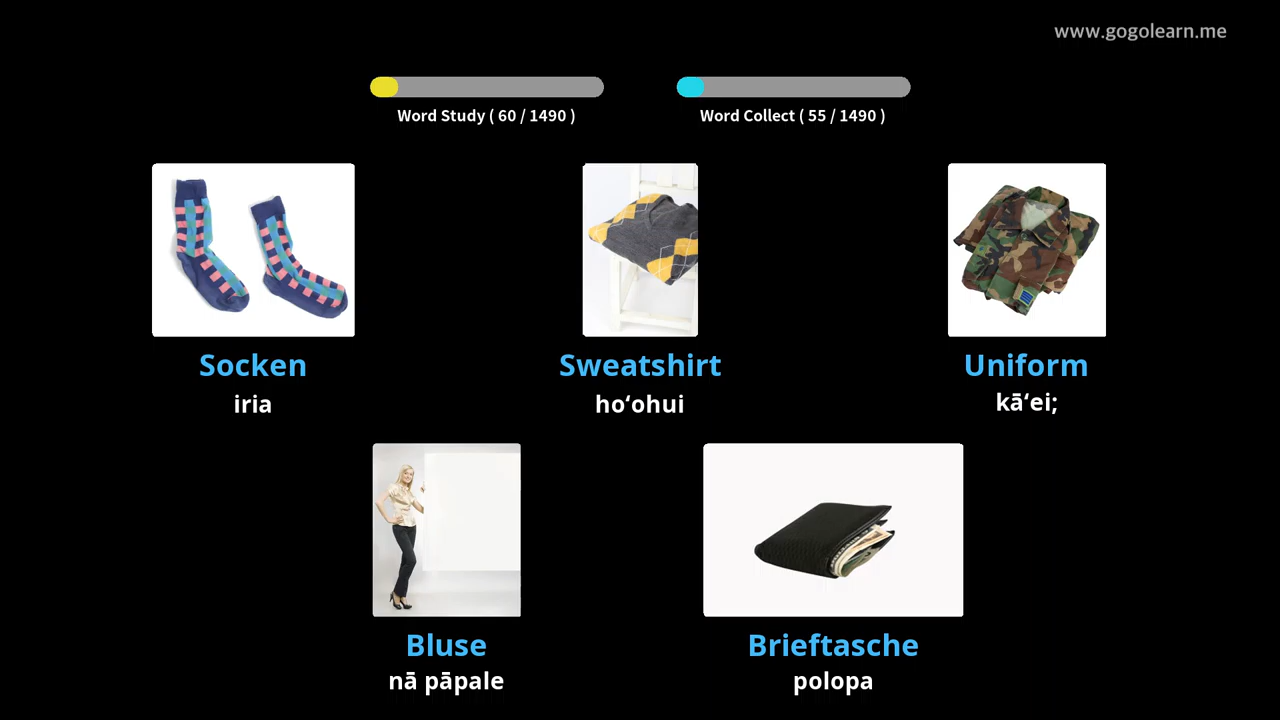 www.gogolearn.me
Word Study ( 60 / 1490 )
Word Collect ( 55 / 1490 )
Socken
Sweatshirt
Uniform
iria
hoʻohui
kāʻei;
Bluse
Brieftasche
nā pāpale
polopa